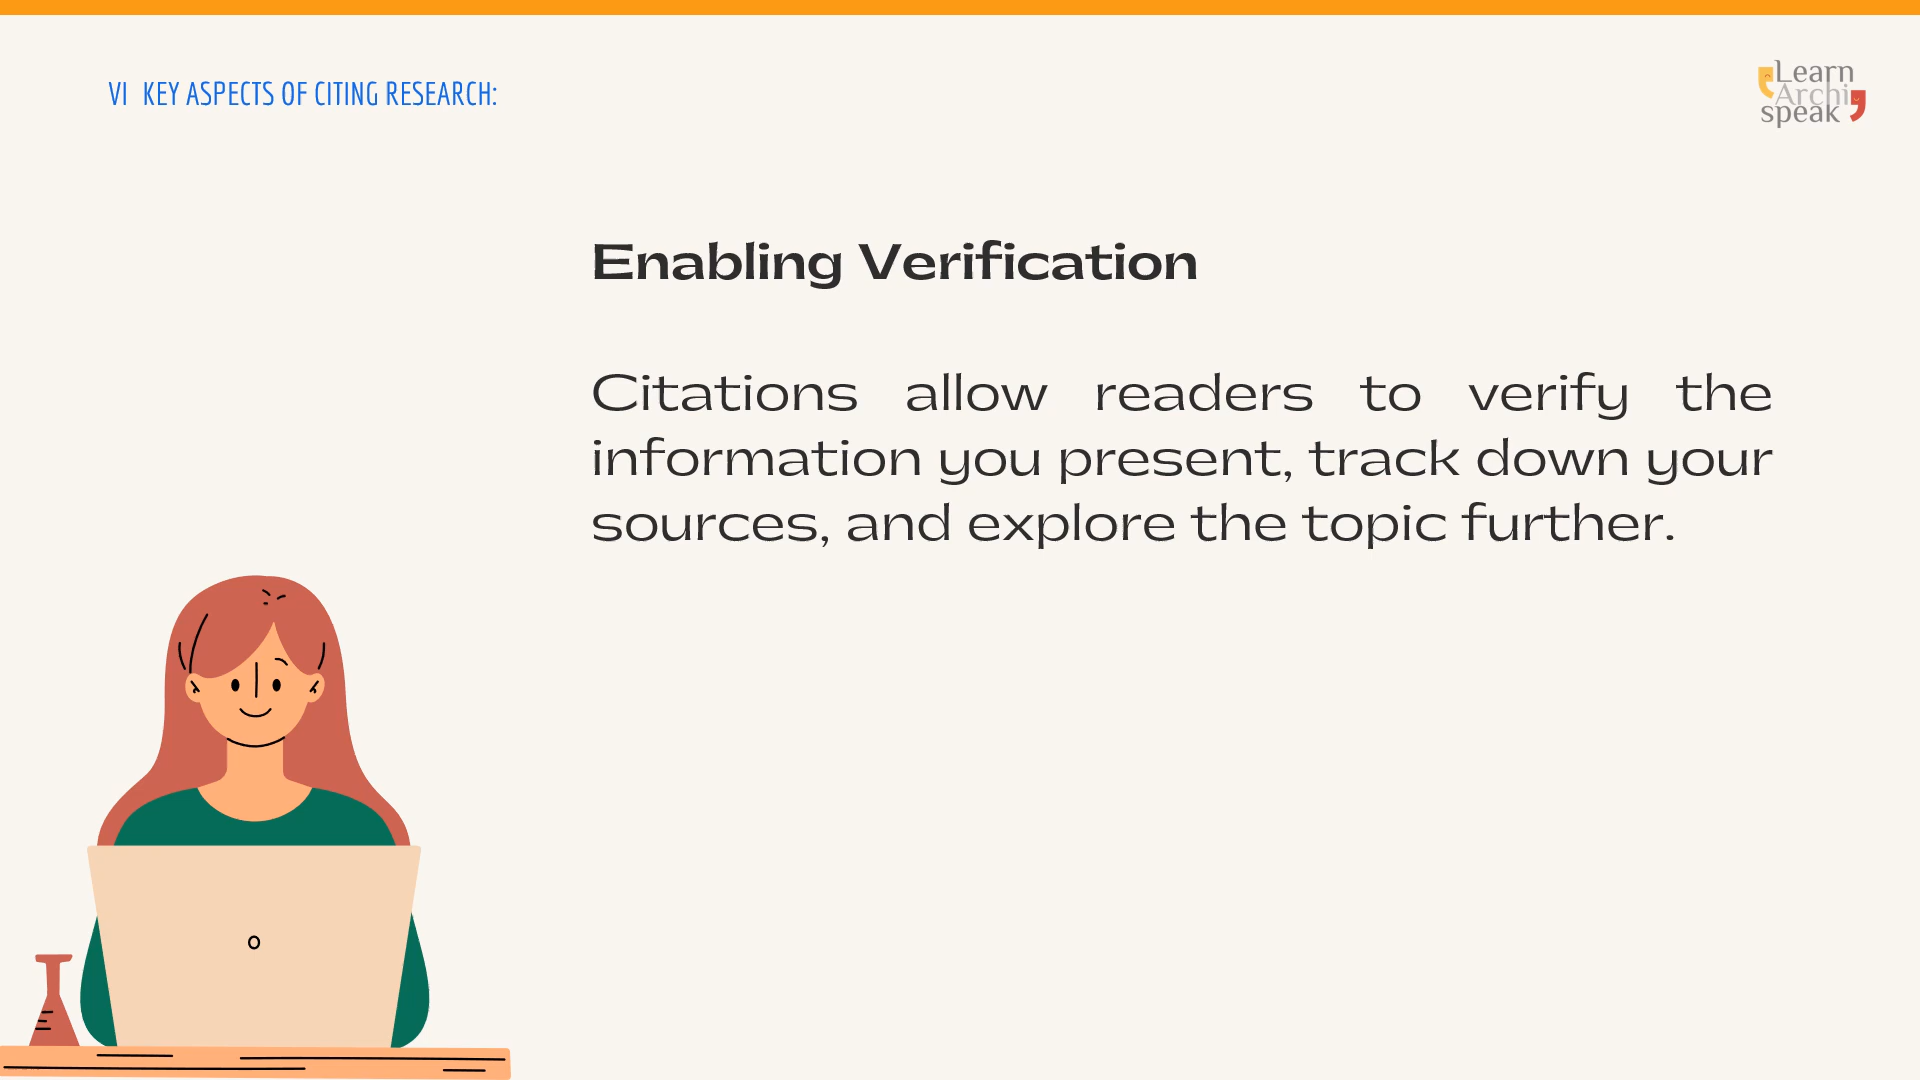 VI KEY ASPECTS OF CITING RESEARCH:
Learn
Archi
speak
Enabling Verification
Citations allow readers to verify the
information you present, track down your
sources, and explore the topic further.